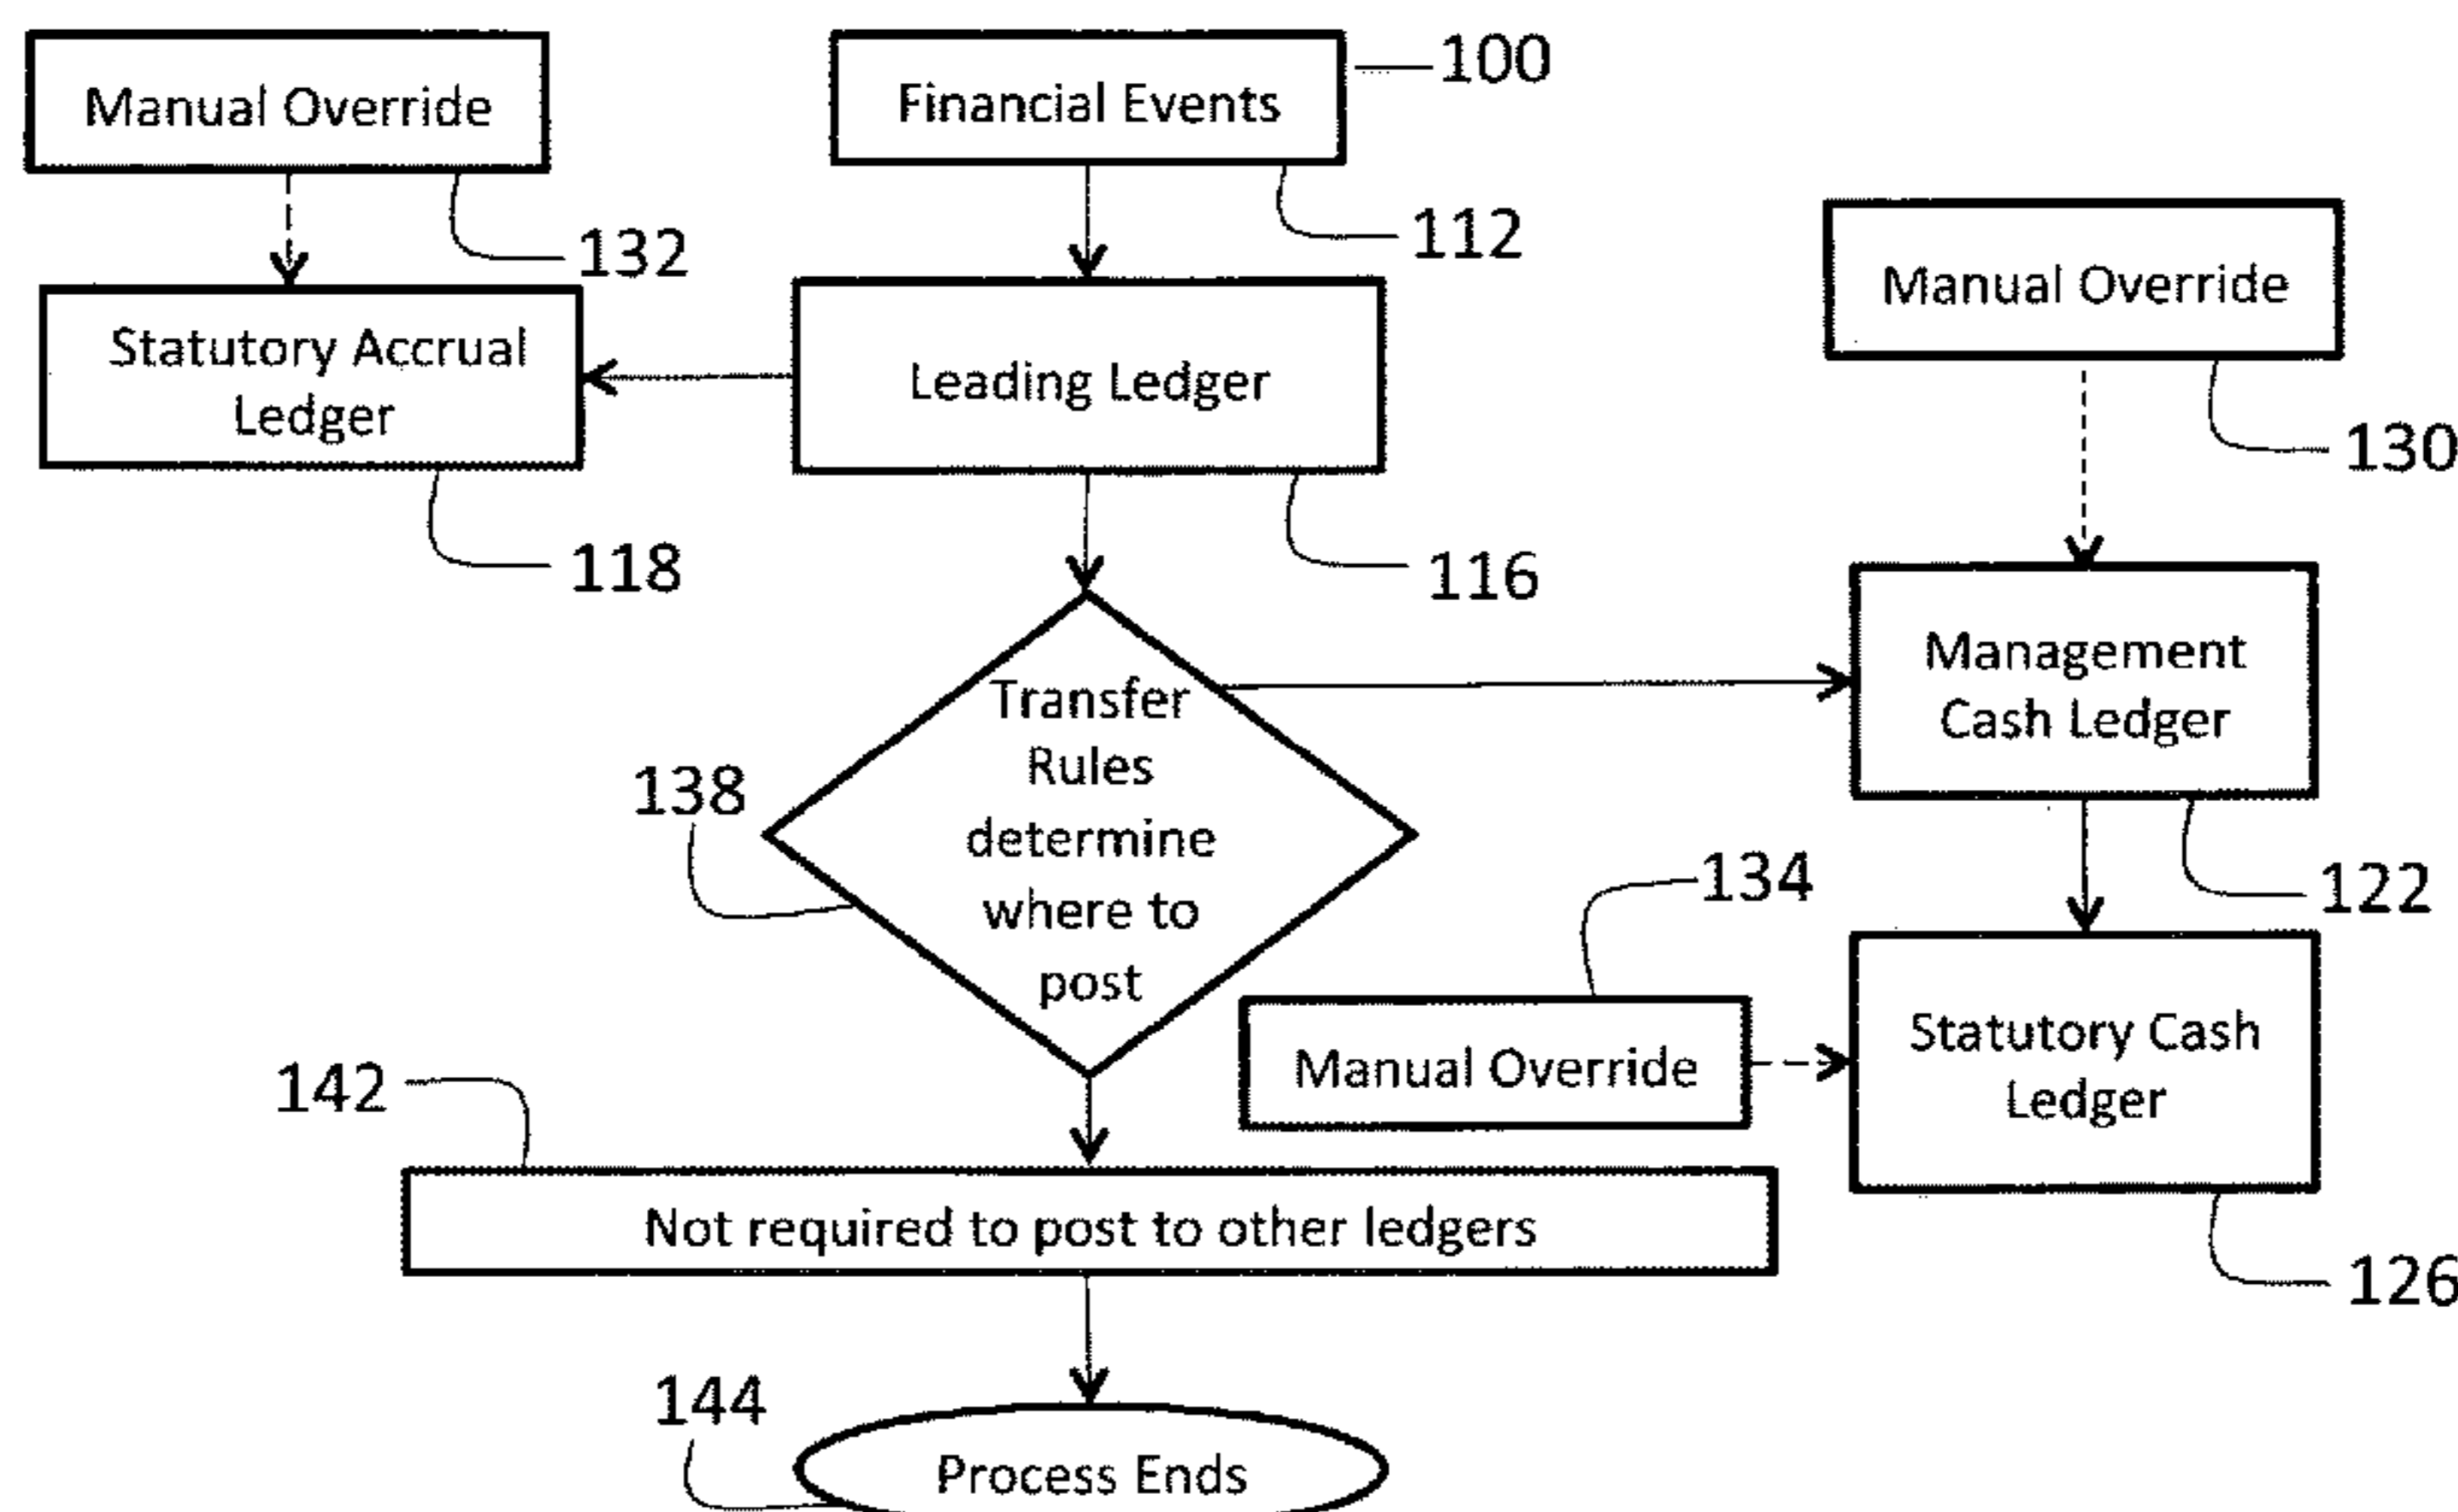 Manual Override
Financial Events
100
132
112
Manual Override
Statutory Accrual
Ledger
Leading Ledger
130
118
116
Management
Cash Ledger
Transfer
Rules
determine
where to
post
138
134
122
Manual Override
Statutory Cash
Ledger
142
Not required to post to other ledgers
126
144
Process Ends